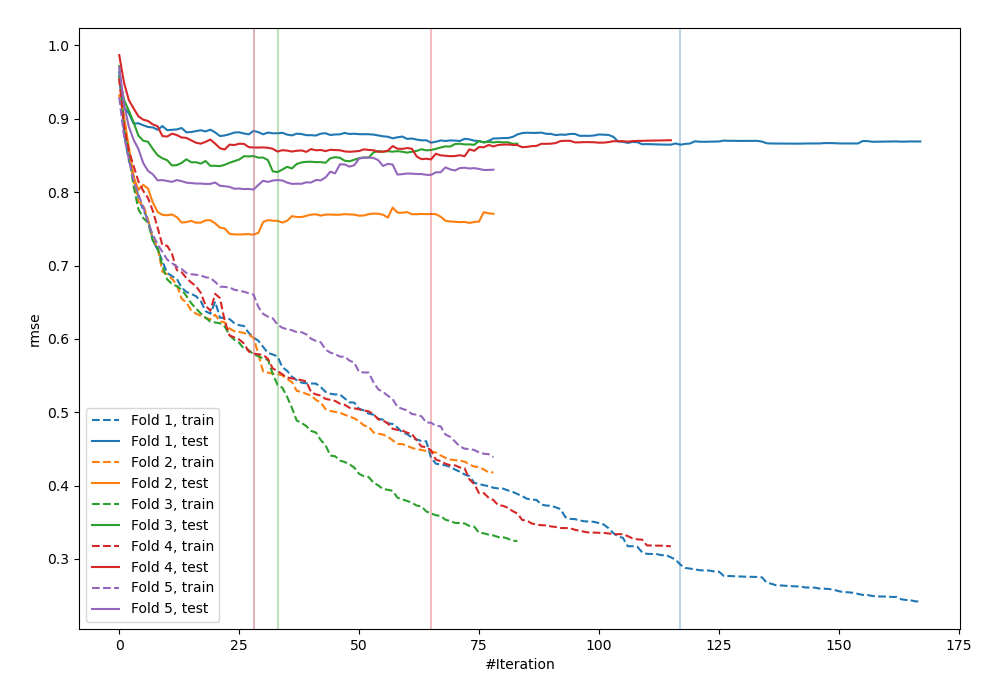 1.0
0.9
0.8
0.7
0.6
0.5
0.4
0.3
rmse
Fold 1, train
Fold 1, test
Fold 2, train
Fold 2, test
Fold 3, train
Fold 3, test
Fold 4, train
Fold 4, test
Fold 5, train
Fold 5, test
0 25 50 75 100 125 150 175
#Iteration